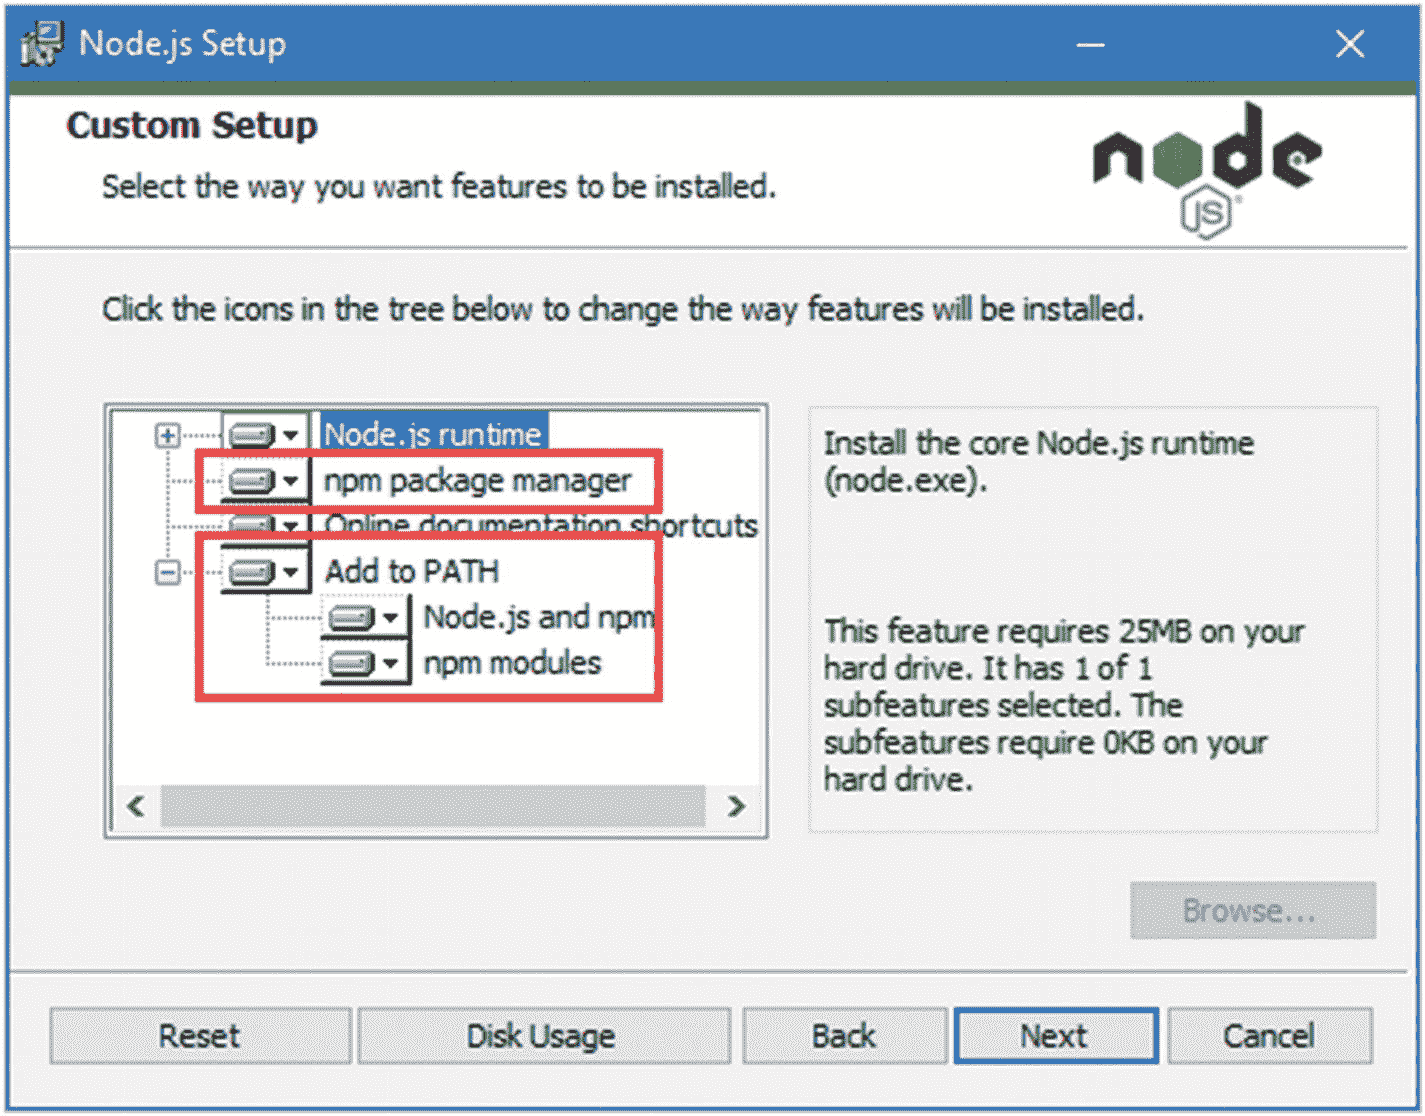 Node.js Setup
Custom Setup
Select the way you want features to be installed.
node
JS
Click the icons in the tree below to change the way features will be installed.
Node.js runtime
npm package manager
Online documentation shortcuts
Add to PATH
Node.js and npm
npm modules
Install the core Node.js runtime
(node.exe).
This feature requires 25MB on your
hard drive. It has 1 of 1
subfeatures selected. The
subfeatures require 0KB on your
hard drive.
Browse...
Reset
Disk Usage
Back
Next
Cancel